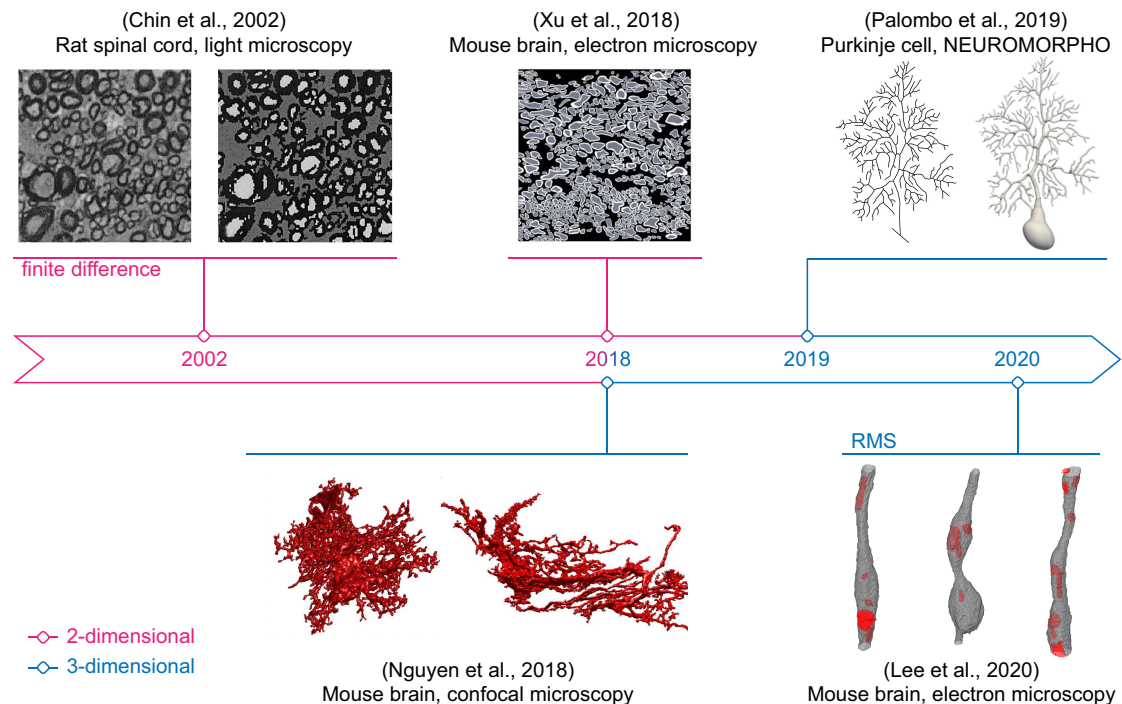 (Chin et al., 2002)
Rat spinal cord, light microscopy
(Xu et al., 2018)
Mouse brain, electron microscopy
(Palombo et al., 2019)
Purkinje cell, NEUROMORPHO
finite difference
2002
2018
2019
2020
RMS
2-dimensional
3-dimensional
(Nguyen et al., 2018)
Mouse brain, confocal microscopy
(Lee et al., 2020)
Mouse brain, electron microscopy